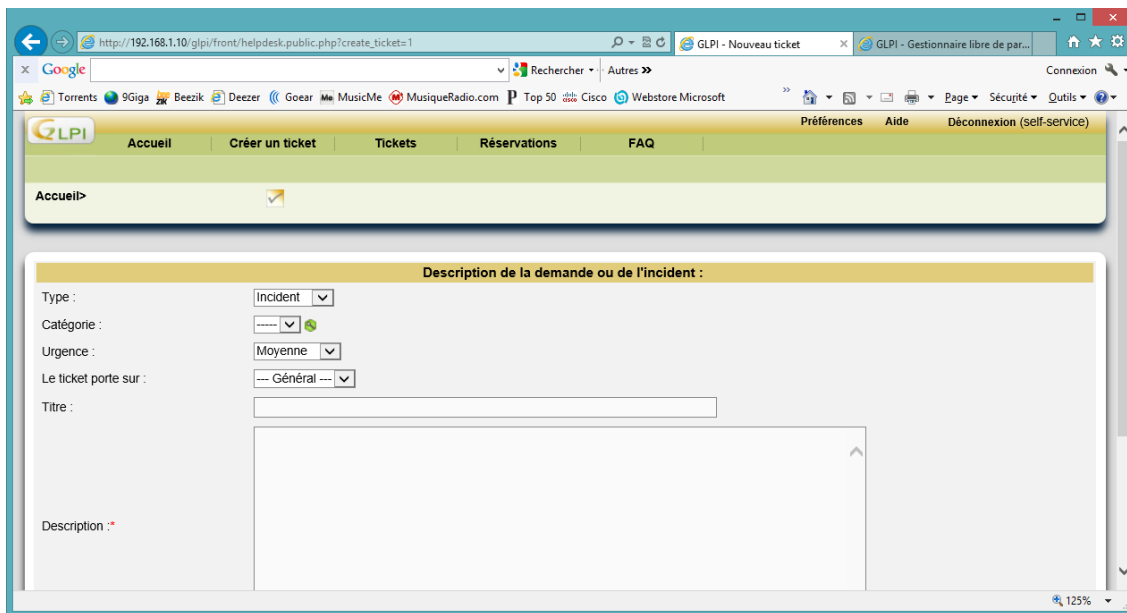 http://192.168.1.10/glpi/front/helpdesk.public.php?create_ticket=1 GLPI - Nouveau ticket GLPI - Gestionnaire libre de par...
x Google Rechercher Autres » Connexion
Torrents 9Giga Beezik Deezer Goear Me MusicMe MusiqueRadio.com P Top 50 Cisco Webstore Microsoft » Page Sécurité Outils
GLPI Préférences Aide Déconnexion (self-service)
Accueil Créer un ticket Tickets Réservations FAQ
Accueil>
Description de la demande ou de l'incident :
Type : Incident
Catégorie : -----
Urgence : Moyenne
Le ticket porte sur : --- Général ---
Titre :
Description :*
125%